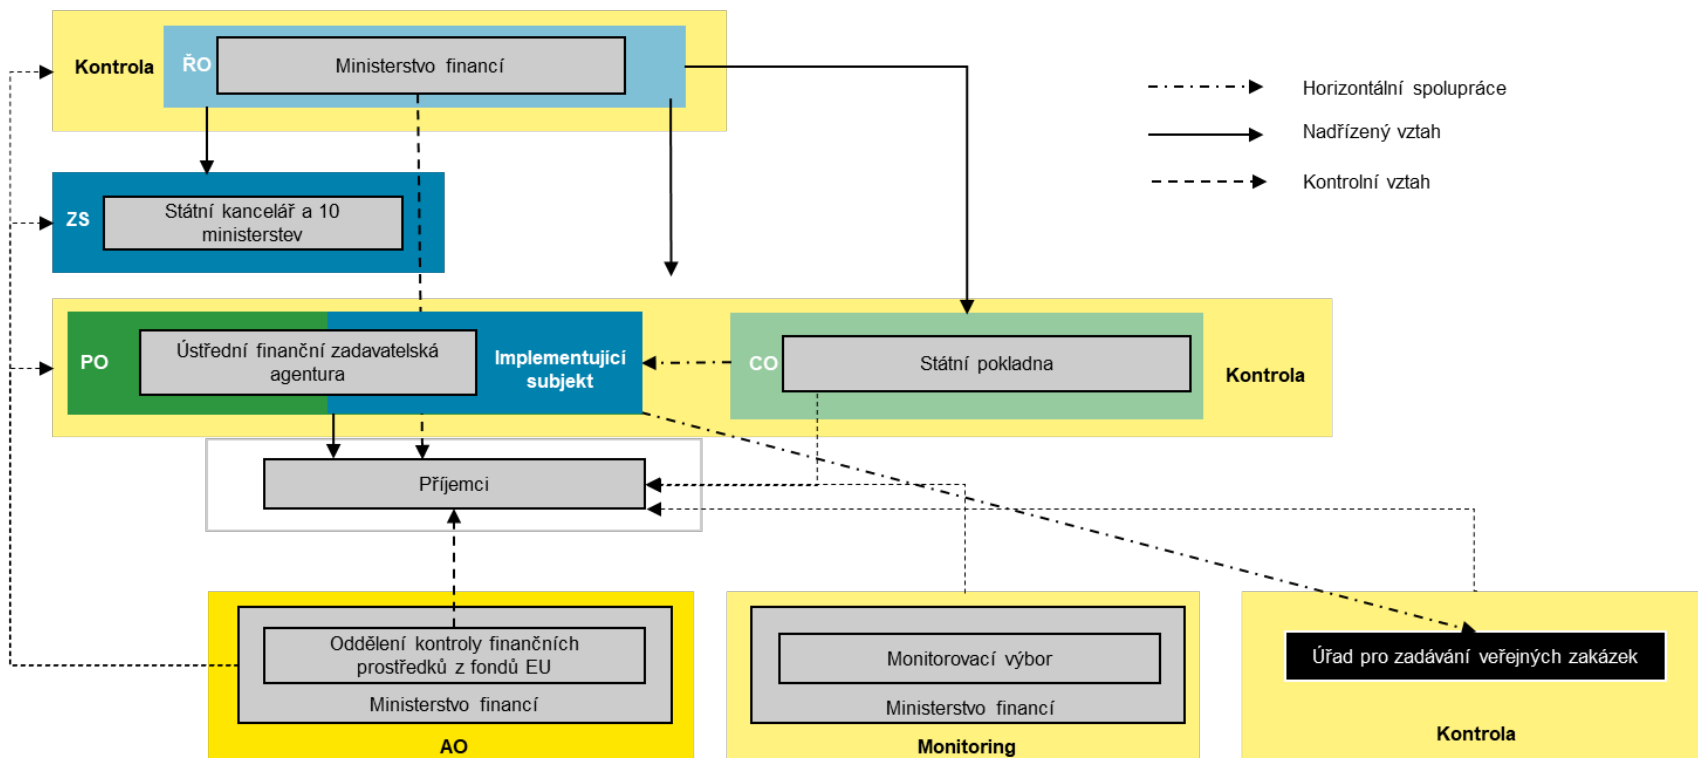 Kontrola
ŘO
Ministerstvo financí
Horizontální spolupráce
Nadřízený vztah
Kontrolní vztah
ZS
Státní kancelář a 10
ministerstev
PO
Ústřední finanční zadavatelská
agentura
Implementující
subjekt
CO
Státní pokladna
Kontrola
Příjemci
Oddělení kontroly finančních
prostředků z fondů EU
Ministerstvo financí
AO
Monitorovací výbor
Ministerstvo financí
Monitoring
Úřad pro zadávání veřejných zakázek
Kontrola